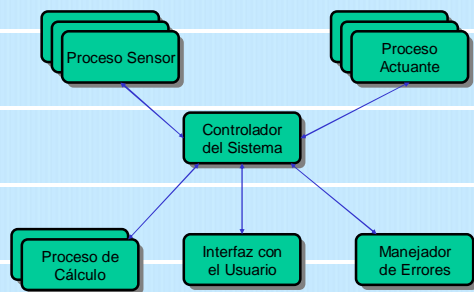 Proceso Sensor
Proceso
Actuante
Controlador
del Sistema
Proceso de
Cálculo
Interfaz con
el Usuario
Manejador
de Errores